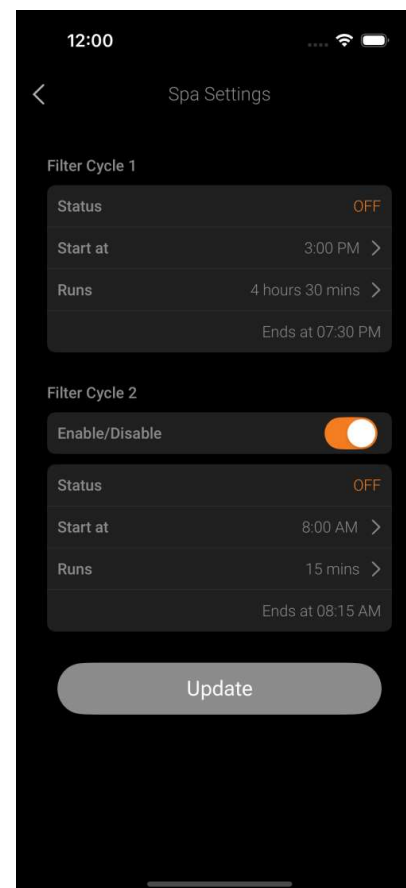 12:00
Spa Settings
Filter Cycle 1
Status OFF
Start at 3:00 PM
Runs 4 hours 30 mins
Ends at 07:30 PM
Filter Cycle 2
Enable/Disable
Status OFF
Start at 8:00 AM
Runs 15 mins
Ends at 08:15 AM
Update